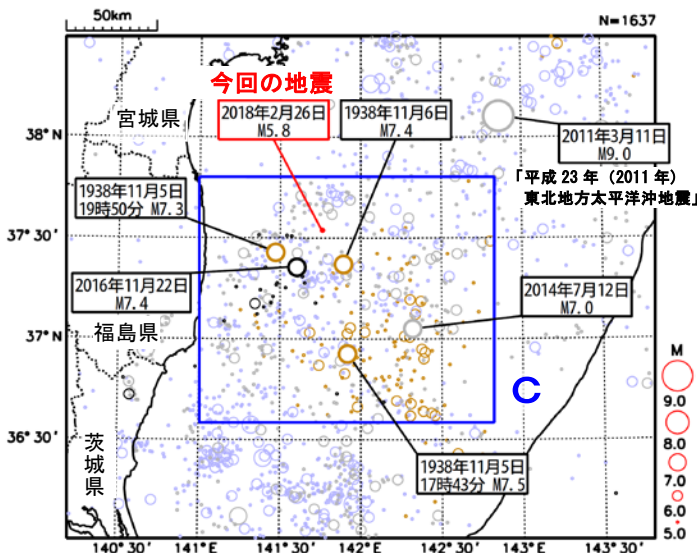 50km
N=1637
今回の地震
宮城県
2018年2月26日
M5.8
1938年11月6日
M7.4
38°N
2011年3月11日
M9.0
「平成 23 年（2011 年）
東北地方太平洋沖地震」
1938年11月5日
19時50分 M7.3
37°30′
2016年11月22日
M7.4
2014年7月12日
M7.0
福島県
37°N
C
M
9.0
8.0
7.0
6.0
5.0
36°30′
茨城県
1938年11月5日
17時43分 M7.5
140°30′
141°E
141°30′
142°E
142°30′
143°E
143°30′